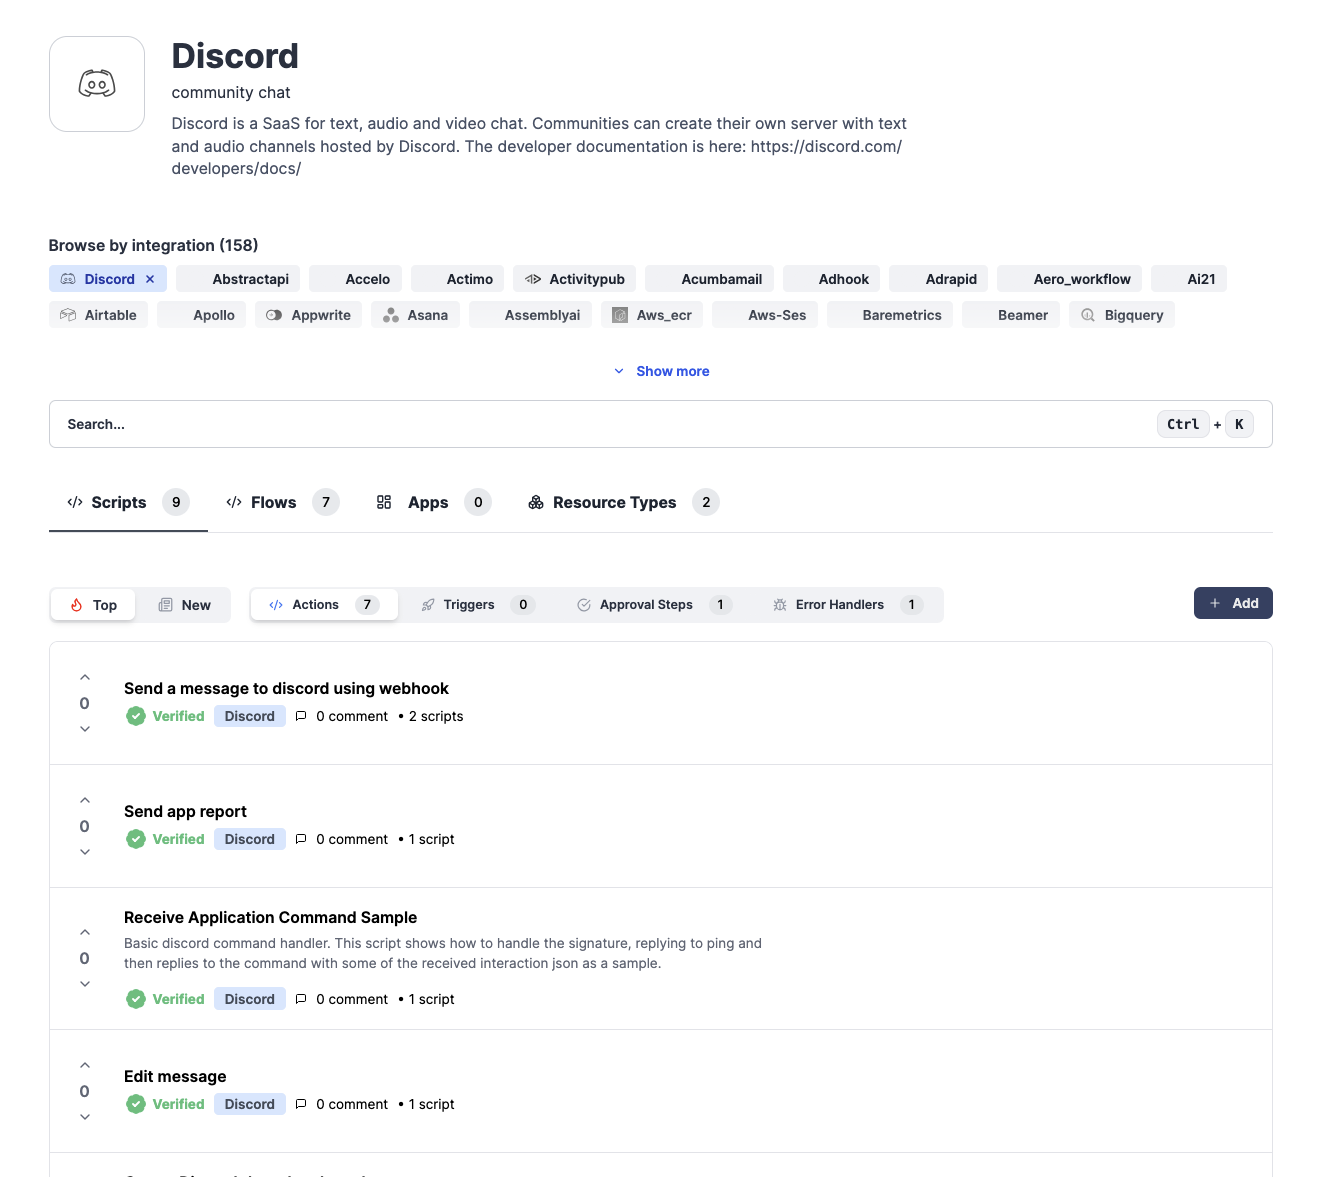 Discord
community chat
Discord is a SaaS for text, audio and video chat. Communities can create their own server with text
and audio channels hosted by Discord. The developer documentation is here: https://discord.com/
developers/docs/
Browse by integration (158)
Discord × Abstractapi Accelo Actimo Activitypub Acumbamail Adhook Adrapid Aero_workflow Ai21
Airtable Apollo Appwrite Asana Assemblyai Aws_ecr Aws-Ses Baremetrics Beamer Bigquery
Show more
Search... Ctrl + K
Scripts 9 Flows 7 Apps 0 Resource Types 2
Top New Actions 7 Triggers 0 Approval Steps 1 Error Handlers 1 + Add
Send a message to discord using webhook
0
Verified Discord 0 comment • 2 scripts
Send app report
0
Verified Discord 0 comment • 1 script
Receive Application Command Sample
Basic discord command handler. This script shows how to handle the signature, replying to ping and
0
then replies to the command with some of the received interaction json as a sample.
Verified Discord 0 comment • 1 script
Edit message
0
Verified Discord 0 comment • 1 script